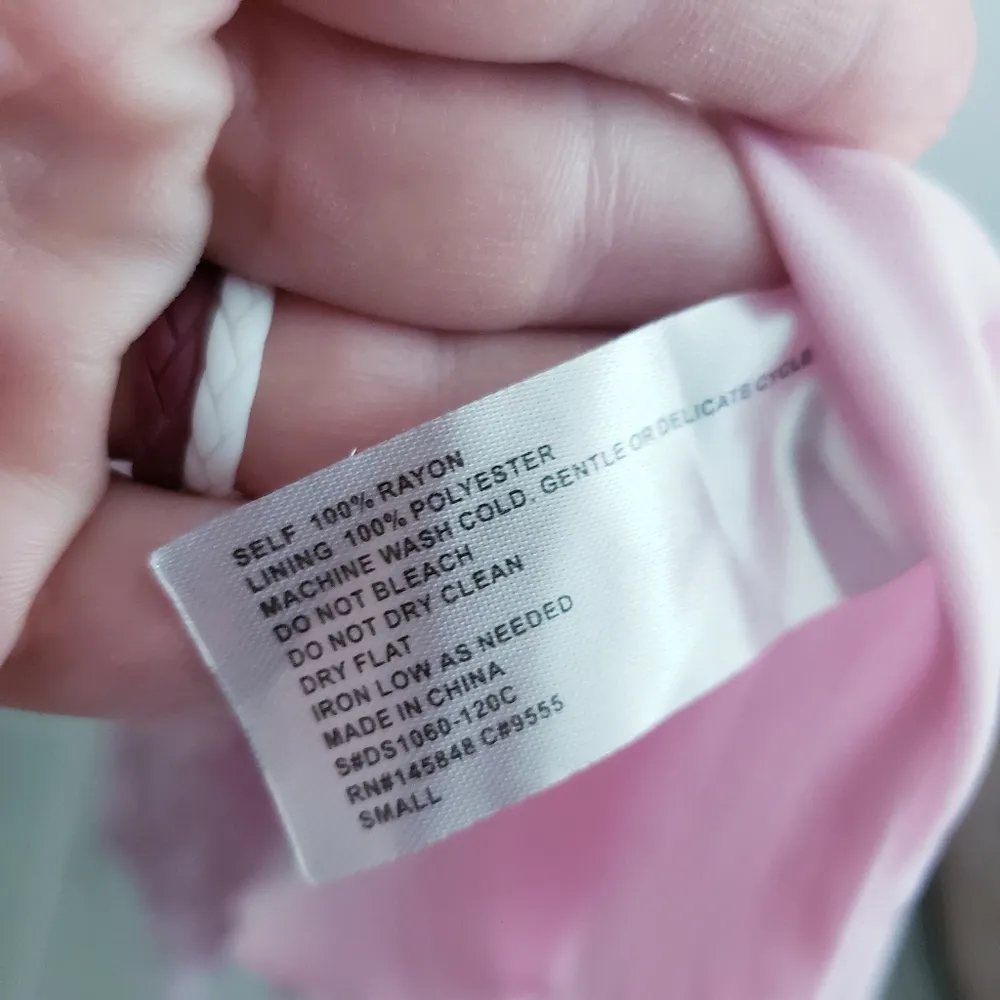 SELF 100% RAYON
LINING 100% POLYESTER
MACHINE WASH COLD. GENTLE OR DELICATE CYCLE
DO NOT BLEACH
DO NOT DRY CLEAN
DRY FLAT
IRON LOW AS NEEDED
MADE IN CHINA
S#DS1060-120C
RN#145848 C#9555
SMALL